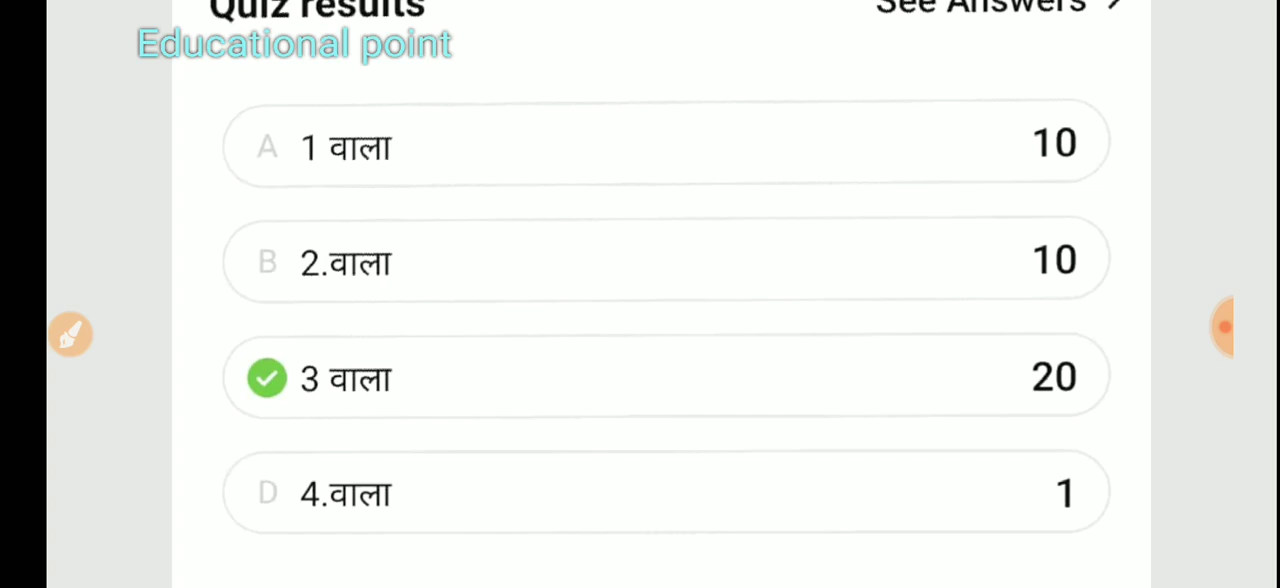 Quiz results
See Answers >
Educational point
A 1 वाला 10
B 2.वाला 10
3 वाला 20
D 4.वाला 1